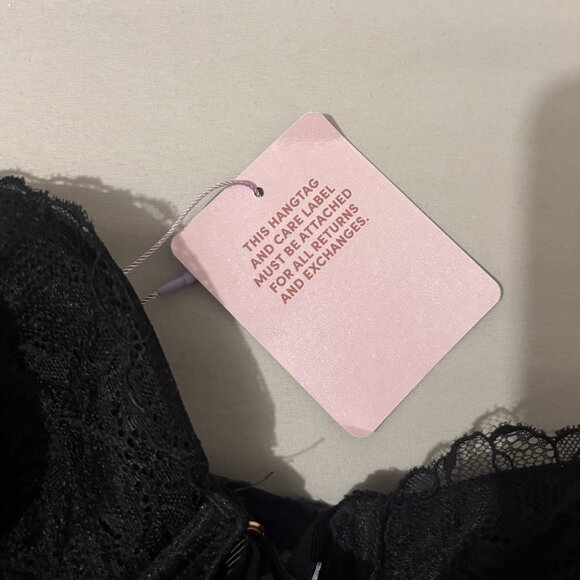 THIS HANGTAG
AND CARE LABEL
MUST BE ATTACHED
FOR ALL RETURNS
AND EXCHANGES.